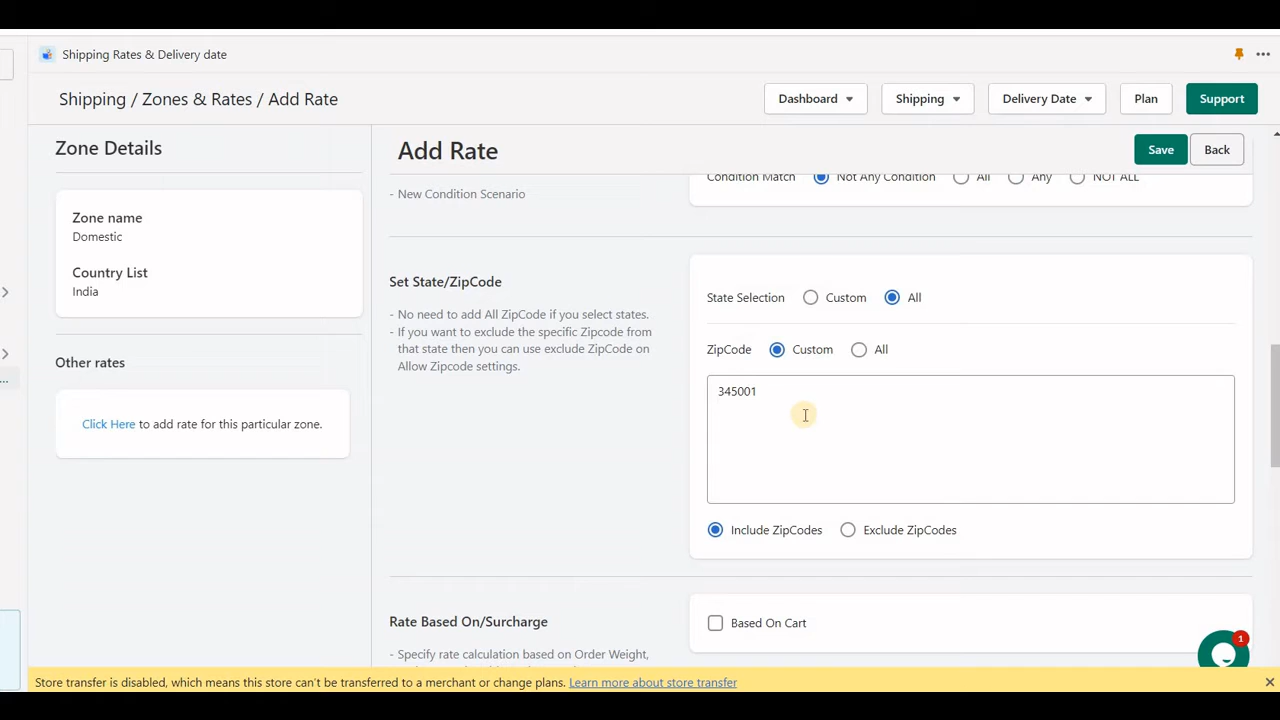 Shipping Rates & Delivery date
Shipping / Zones & Rates / Add Rate
Dashboard
Shipping
Delivery Date
Plan
Support
Zone Details
Zone name
Domestic
Country List
India
Other rates
Click Here to add rate for this particular zone.
Add Rate
Save
Back
- New Condition Scenario
Condition Match Not Any Condition All Any NOT ALL
Set State/ZipCode
- No need to add All ZipCode if you select states.
- If you want to exclude the specific Zipcode from
that state then you can use exclude ZipCode on
Allow Zipcode settings.
State Selection Custom All
ZipCode Custom All
345001
Include ZipCodes Exclude ZipCodes
Rate Based On/Surcharge
- Specify rate calculation based on Order Weight,
Based On Cart
1
Store transfer is disabled, which means this store can't be transferred to a merchant or change plans. Learn more about store transfer